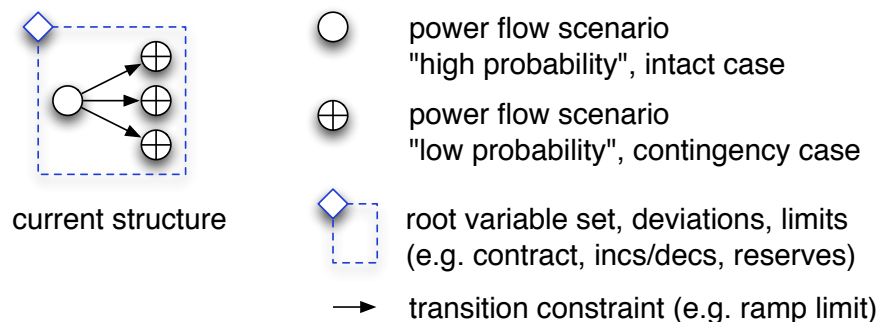 power flow scenario
"high probability", intact case
power flow scenario
"low probability", contingency case
current structure
root variable set, deviations, limits
(e.g. contract, incs/decs, reserves)
transition constraint (e.g. ramp limit)